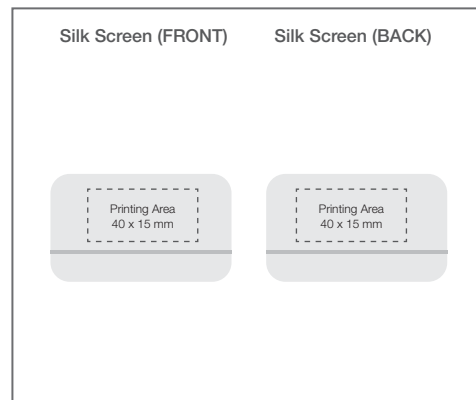 Silk Screen (FRONT)
Silk Screen (BACK)
Printing Area
40 x 15 mm
Printing Area
40 x 15 mm